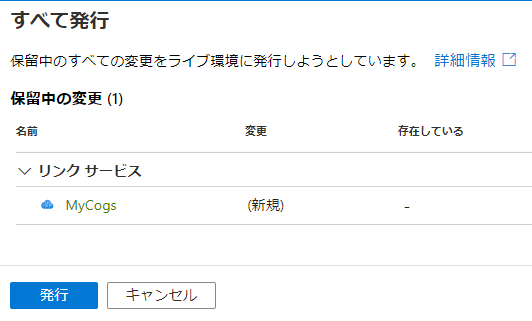 すべて発行
保留中のすべての変更をライブ環境に発行しようとしています。 詳細情報
保留中の変更 (1)
名前 変更 存在している
リンク サービス
MyCogs (新規) -
発行 キャンセル